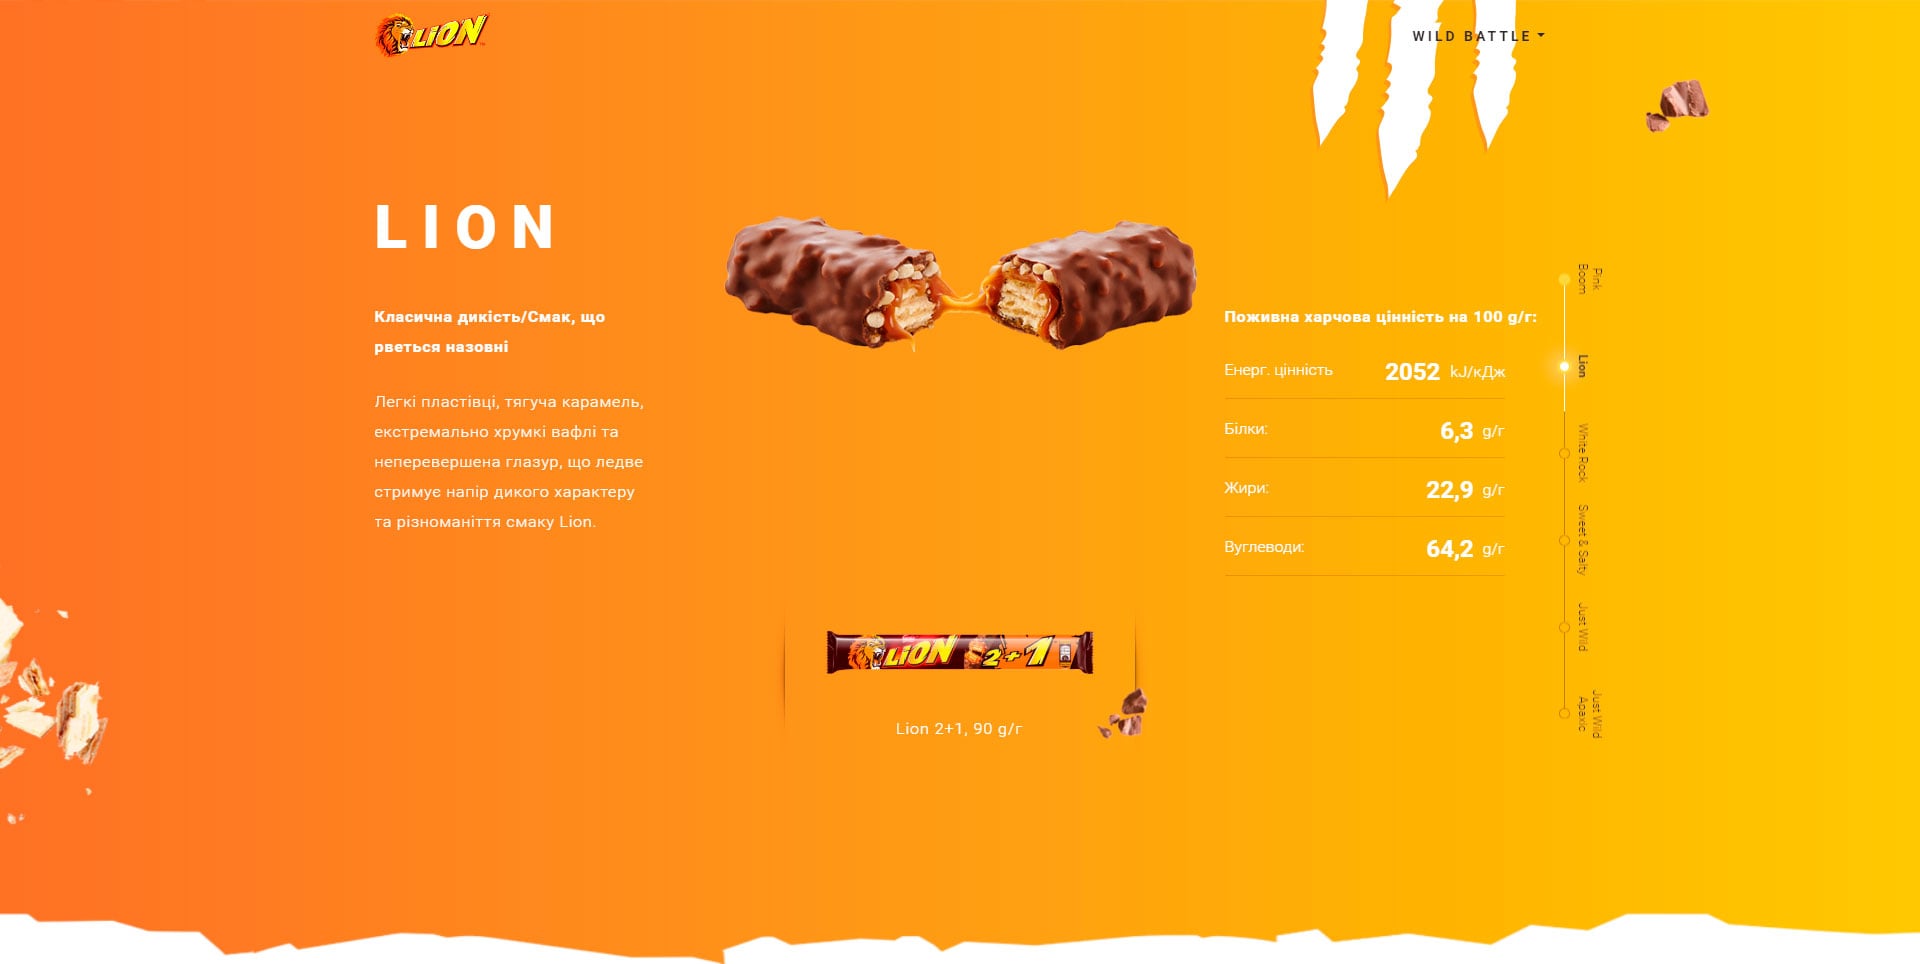 LION
WILD BATTLE
LION
Класична дикість/Смак, що
рветься назовні
Легкі пластівці, тягуча карамель,
екстремально хрумкі вафлі та
неперевершена глазур, що ледве
стримує напір дикого характеру
та різноманіття смаку Lion.
Поживна харчова цінність на 100 g/г:
Енерг. цінність 2052 kJ/кДж
Білки: 6,3 g/г
Жири: 22,9 g/г
Вуглеводи: 64,2 g/г
Pink
Boom
Lion
White Rock
Sweet & Salty
Just Wild
Just Wild
Арахіс
LION 2+1
Lion 2+1, 90 g/г